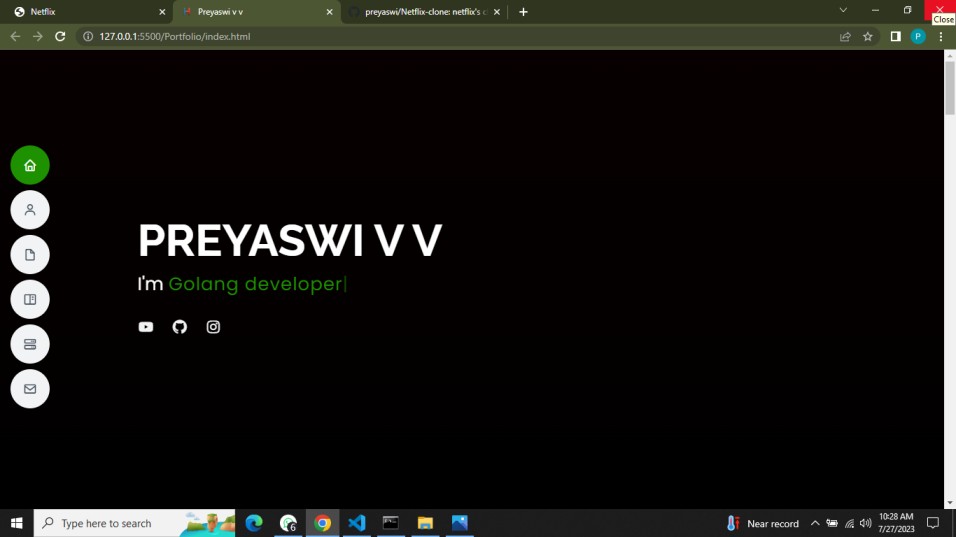 Netflix
Preyaswi v v
preyaswi/Netflix-clone: netflix's c
Close
127.0.0.1:5500/Portfolio/index.html
P
PREYASWI V V
I'm Golang developer|
Type here to search
6
Near record
10:28 AM
7/27/2023